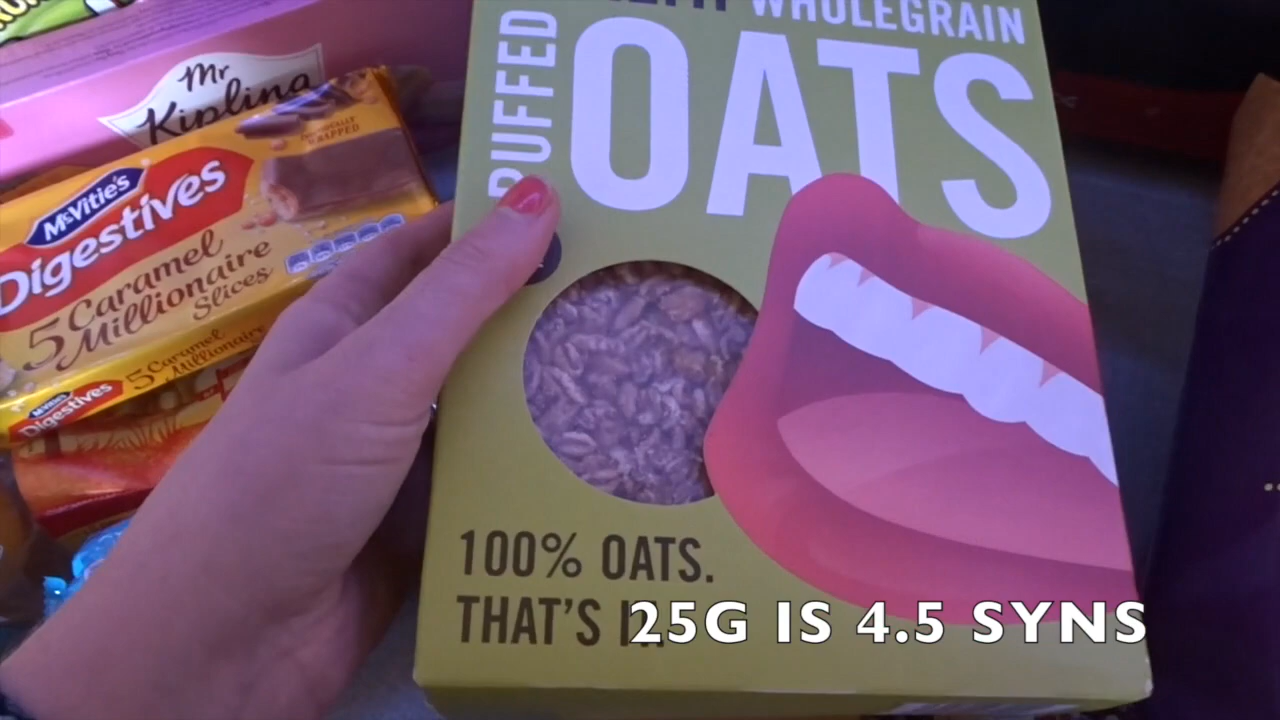 WHOLEGRAIN
PUFFED
OATS
100% OATS.
THAT'S
25G IS 4.5 SYNS
Mr
Kipling
INDIVIDUALLY
WRAPPED
McVitie's
Digestives
5 Caramel
Millionaire
Slices
McVitie's
Digestives
5 Caramel
Millionaire